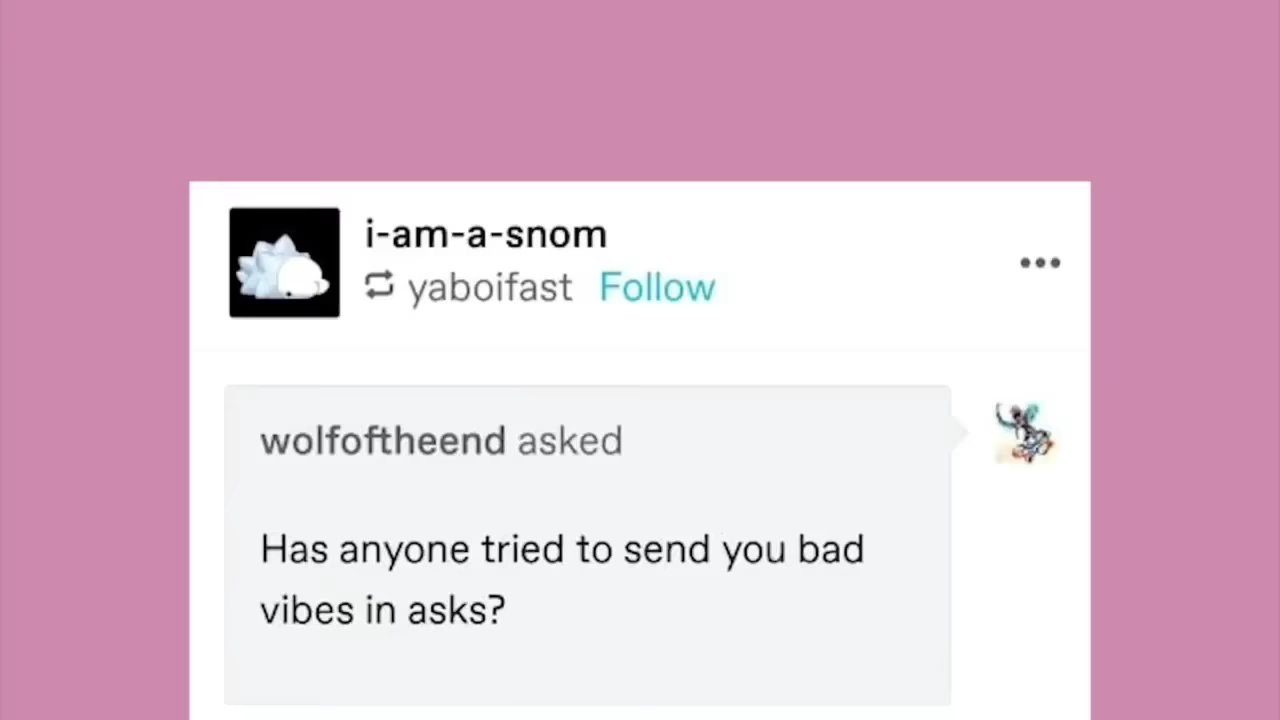 i-am-a-snom
yaboifast Follow
wolfoftheend asked
Has anyone tried to send you bad
vibes in asks?